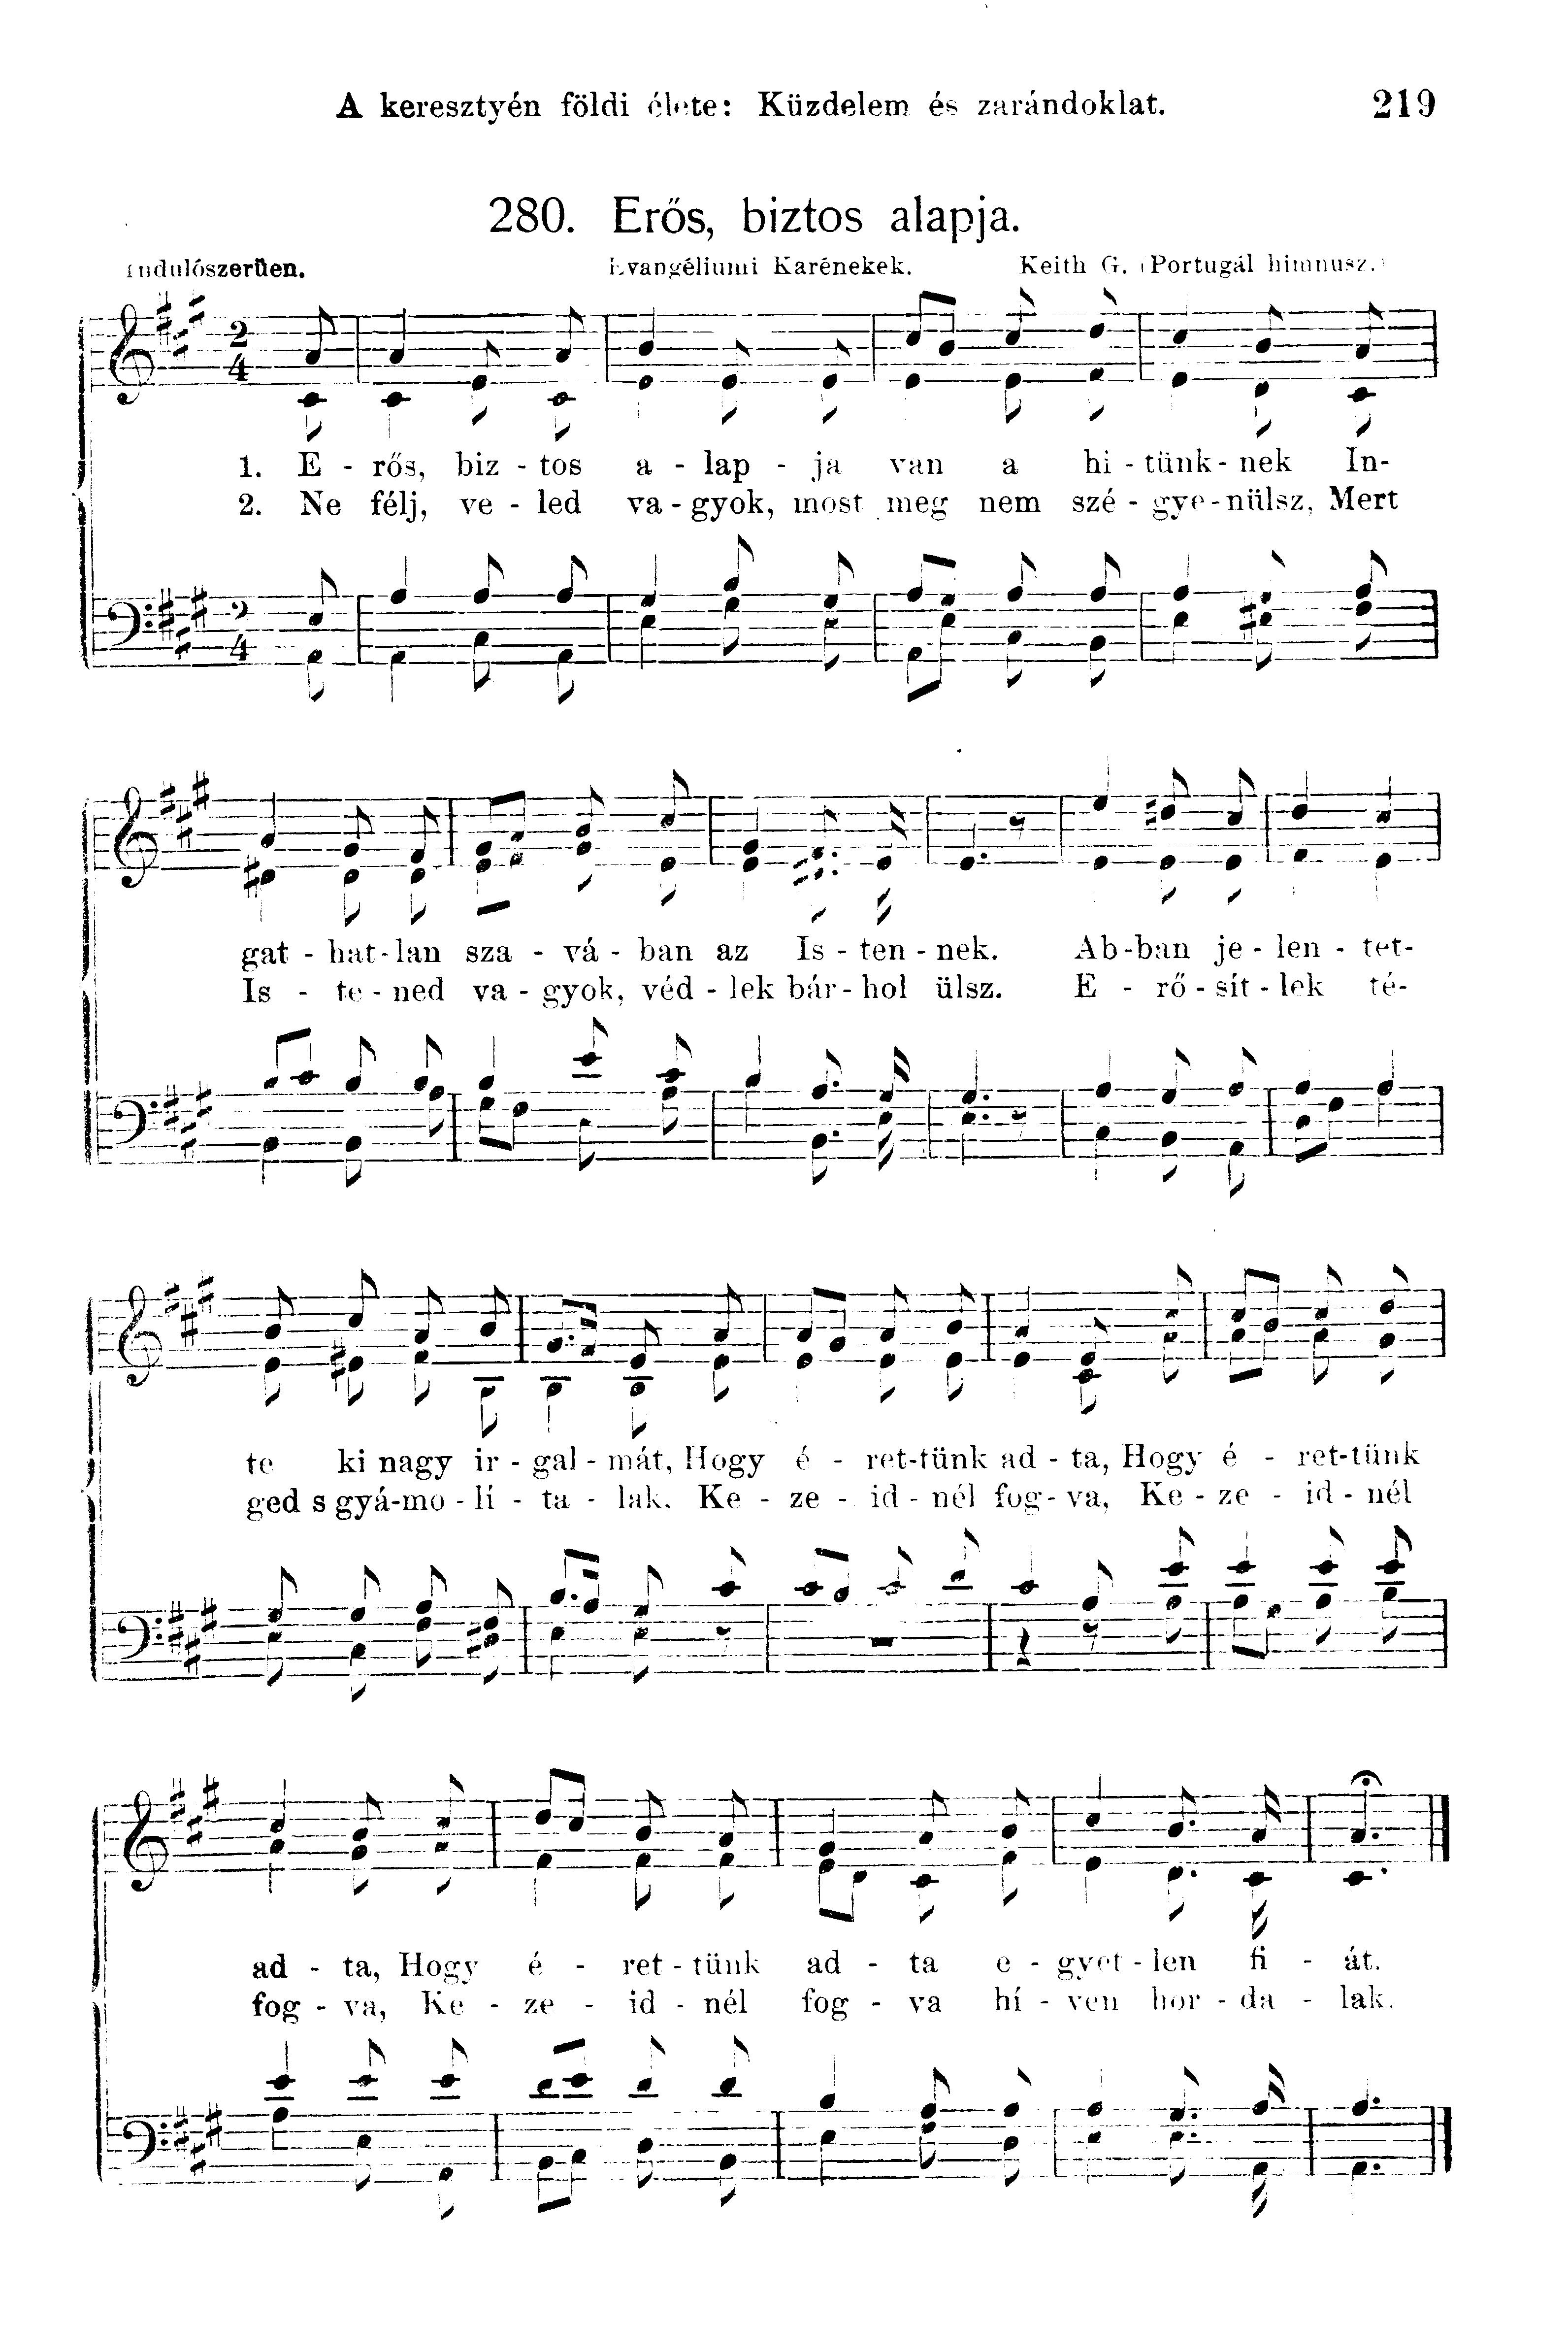 A keresztyén földi élete: Küzdelem és zarándoklat. 219
280. Erős, biztos alapja.
Indulószerűen. Evangéliumi Karénekek. Keith G. (Portugál himnusz.)
1. E - rős, biz - tos a - lap - ja van a hi - tünk - nek In-
2. Ne félj, ve - led va - gyok, most meg nem szé - gye - nülsz, Mert
gat - hat - lan sza - vá - ban az Is - ten - nek. Ab - ban je - len - tet-
Is - te - ned va - gyok, véd - lek bár - hol ülsz. E - rő - sít - lek té-
te ki nagy ir - gal - mát, Hogy é - ret - tünk ad - ta, Hogy é - ret - tünk
ged s gyá - mo - lí - ta - lak. Ke - ze - id - nél fog - va, Ke - ze - id - nél
ad - ta, Hogy é - ret - tünk ad - ta e - gyet - len fi - át.
fog - va, Ke - ze - id - nél fog - va hí - ven hor - da - lak.